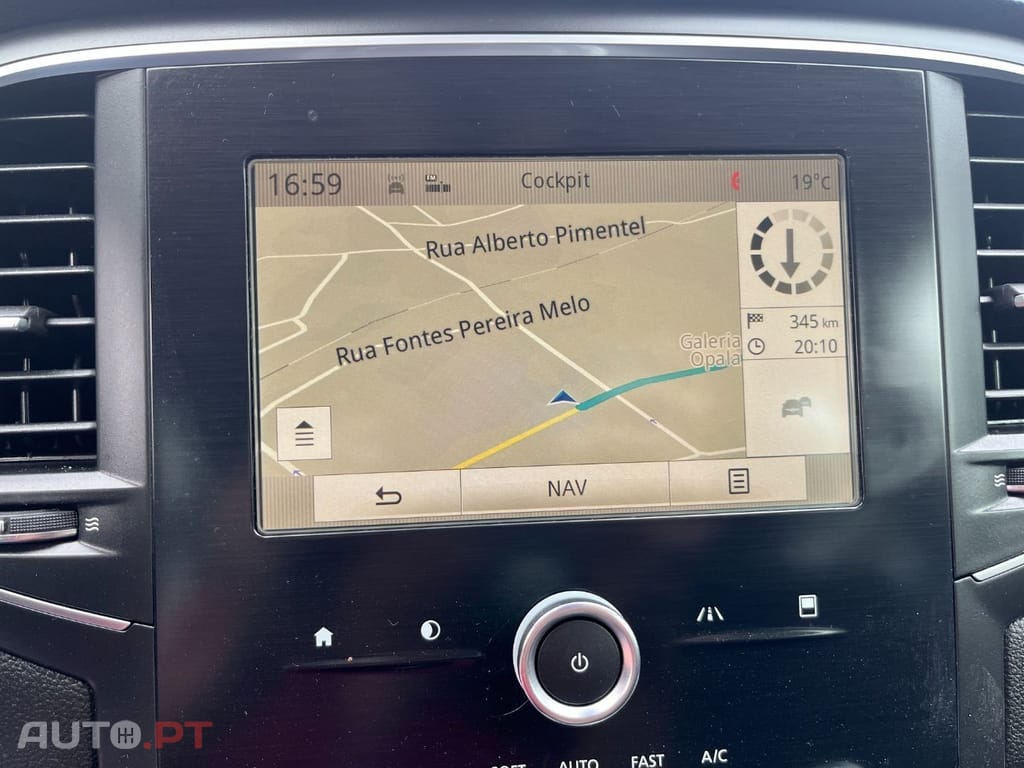 16:59 Cockpit 19°C
Rua Alberto Pimentel
Rua Fontes Pereira Melo
Galeria
Opala
345 km
20:10
NAV
SOFT AUTO FAST A/C
AUTO.PT